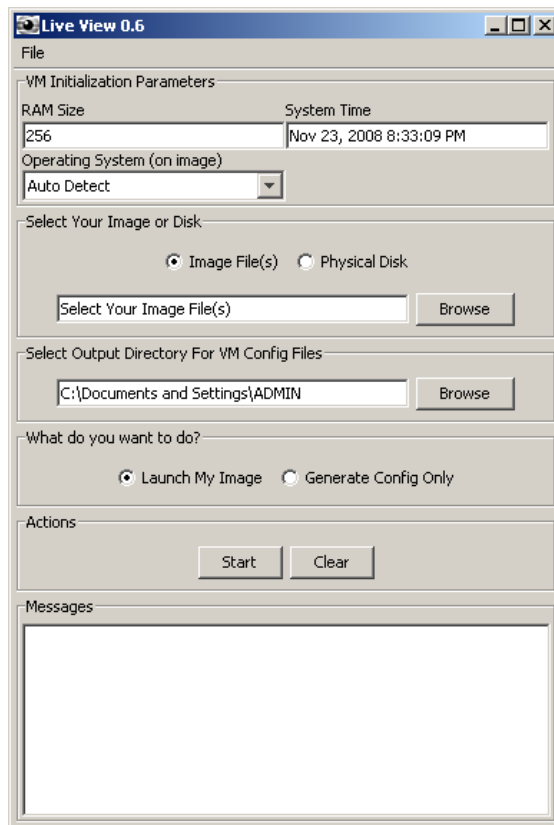 Live View 0.6
File
VM Initialization Parameters
RAM Size System Time
256 Nov 23, 2008 8:33:09 PM
Operating System (on image)
Auto Detect
Select Your Image or Disk
Image File(s) Physical Disk
Select Your Image File(s) Browse
Select Output Directory For VM Config Files
C:\Documents and Settings\ADMIN Browse
What do you want to do?
Launch My Image Generate Config Only
Actions
Start Clear
Messages